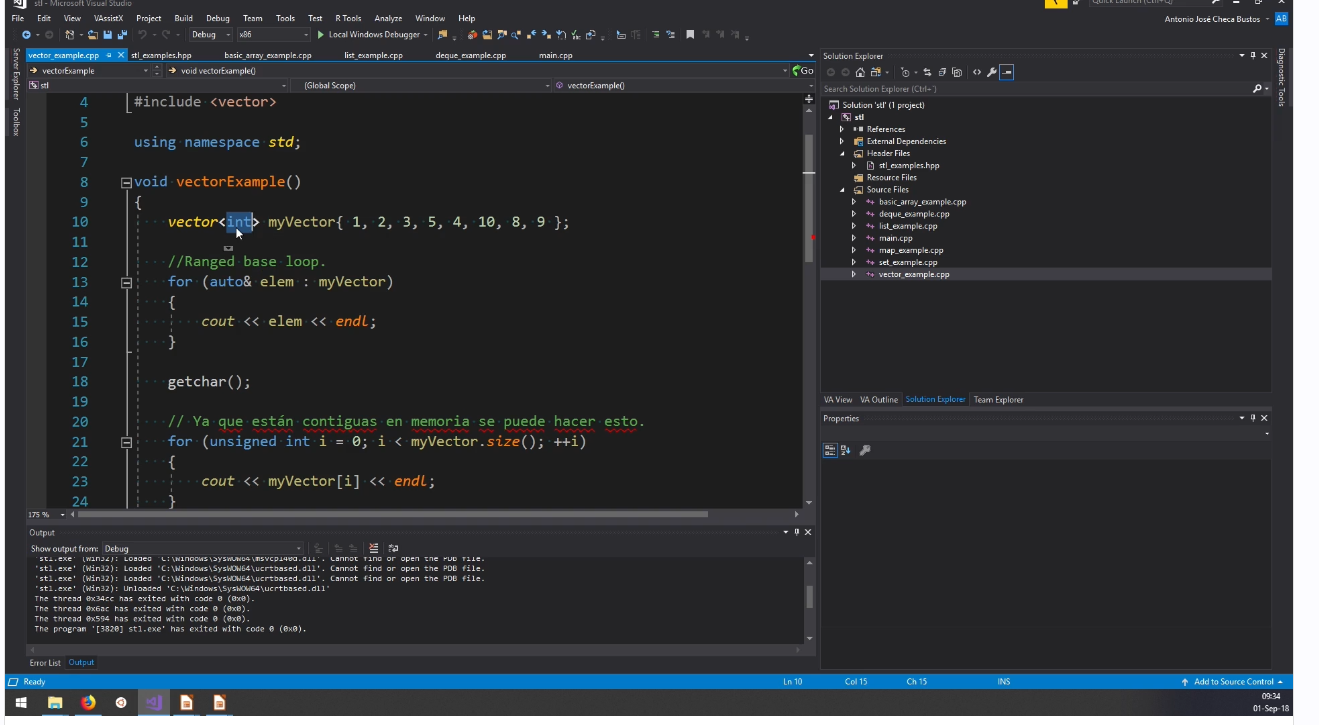 stl - Microsoft Visual Studio
Quick Launch (Ctrl+Q)
File Edit View VAssistX Project Build Debug Team Tools Test R Tools Analyze Window Help
Antonio José Checa Bustos AB
Debug x86 Local Windows Debugger
vector_example.cpp stl_examples.hpp basic_array_example.cpp list_example.cpp deque_example.cpp main.cpp
vectorExample void vectorExample() Go
stl (Global Scope) vectorExample()
Server Explorer
Toolbox
4 #include <vector>
5
6 using namespace std;
7
8 void vectorExample()
9 {
10 vector<int> myVector{ 1, 2, 3, 5, 4, 10, 8, 9 };
11
12 //Ranged base loop.
13 for (auto& elem : myVector)
14 {
15 cout << elem << endl;
16 }
17
18 getchar();
19
20 // Ya que están contiguas en memoria se puede hacer esto.
21 for (unsigned int i = 0; i < myVector.size(); ++i)
22 {
23 cout << myVector[i] << endl;
24 }
175 %
Output
Show output from: Debug
'stl.exe' (Win32): Loaded 'C:\Windows\SysWOW64\msvcp140d.dll'. Cannot find or open the PDB file.
'stl.exe' (Win32): Loaded 'C:\Windows\SysWOW64\ucrtbased.dll'. Cannot find or open the PDB file.
'stl.exe' (Win32): Loaded 'C:\Windows\SysWOW64\ucrtbased.dll'. Cannot find or open the PDB file.
'stl.exe' (Win32): Unloaded 'C:\Windows\SysWOW64\ucrtbased.dll'
The thread 0x34cc has exited with code 0 (0x0).
The thread 0x6ac has exited with code 0 (0x0).
The thread 0x594 has exited with code 0 (0x0).
The program '[3820] stl.exe' has exited with code 0 (0x0).
Error List Output
Solution Explorer
Search Solution Explorer (Ctrl+¨)
Solution 'stl' (1 project)
stl
References
External Dependencies
Header Files
stl_examples.hpp
Resource Files
Source Files
basic_array_example.cpp
deque_example.cpp
list_example.cpp
main.cpp
map_example.cpp
set_example.cpp
vector_example.cpp
VA View VA Outline Solution Explorer Team Explorer
Properties
Diagnostic Tools
Ready Ln 10 Col 15 Ch 15 INS Add to Source Control
09:34
01-Sep-18